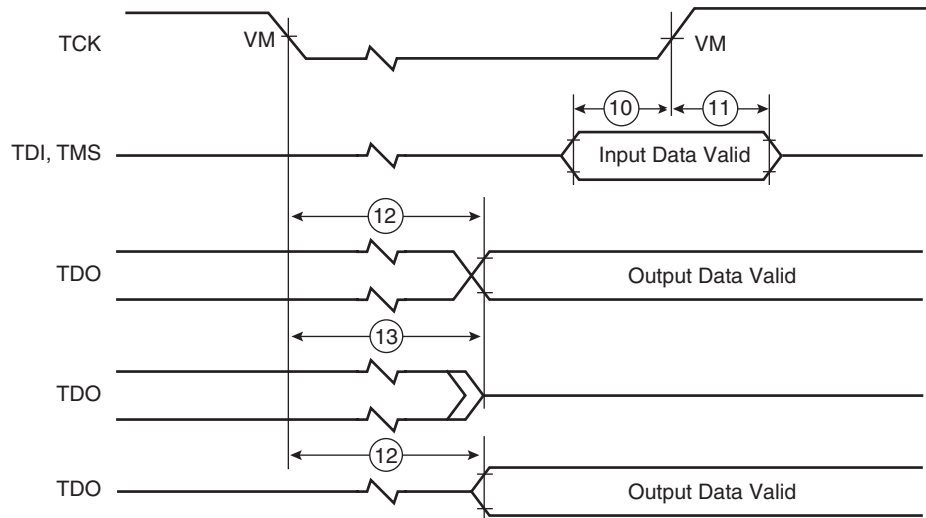 TCK
VM
VM
10
11
TDI, TMS
Input Data Valid
12
TDO
Output Data Valid
13
TDO
12
TDO
Output Data Valid